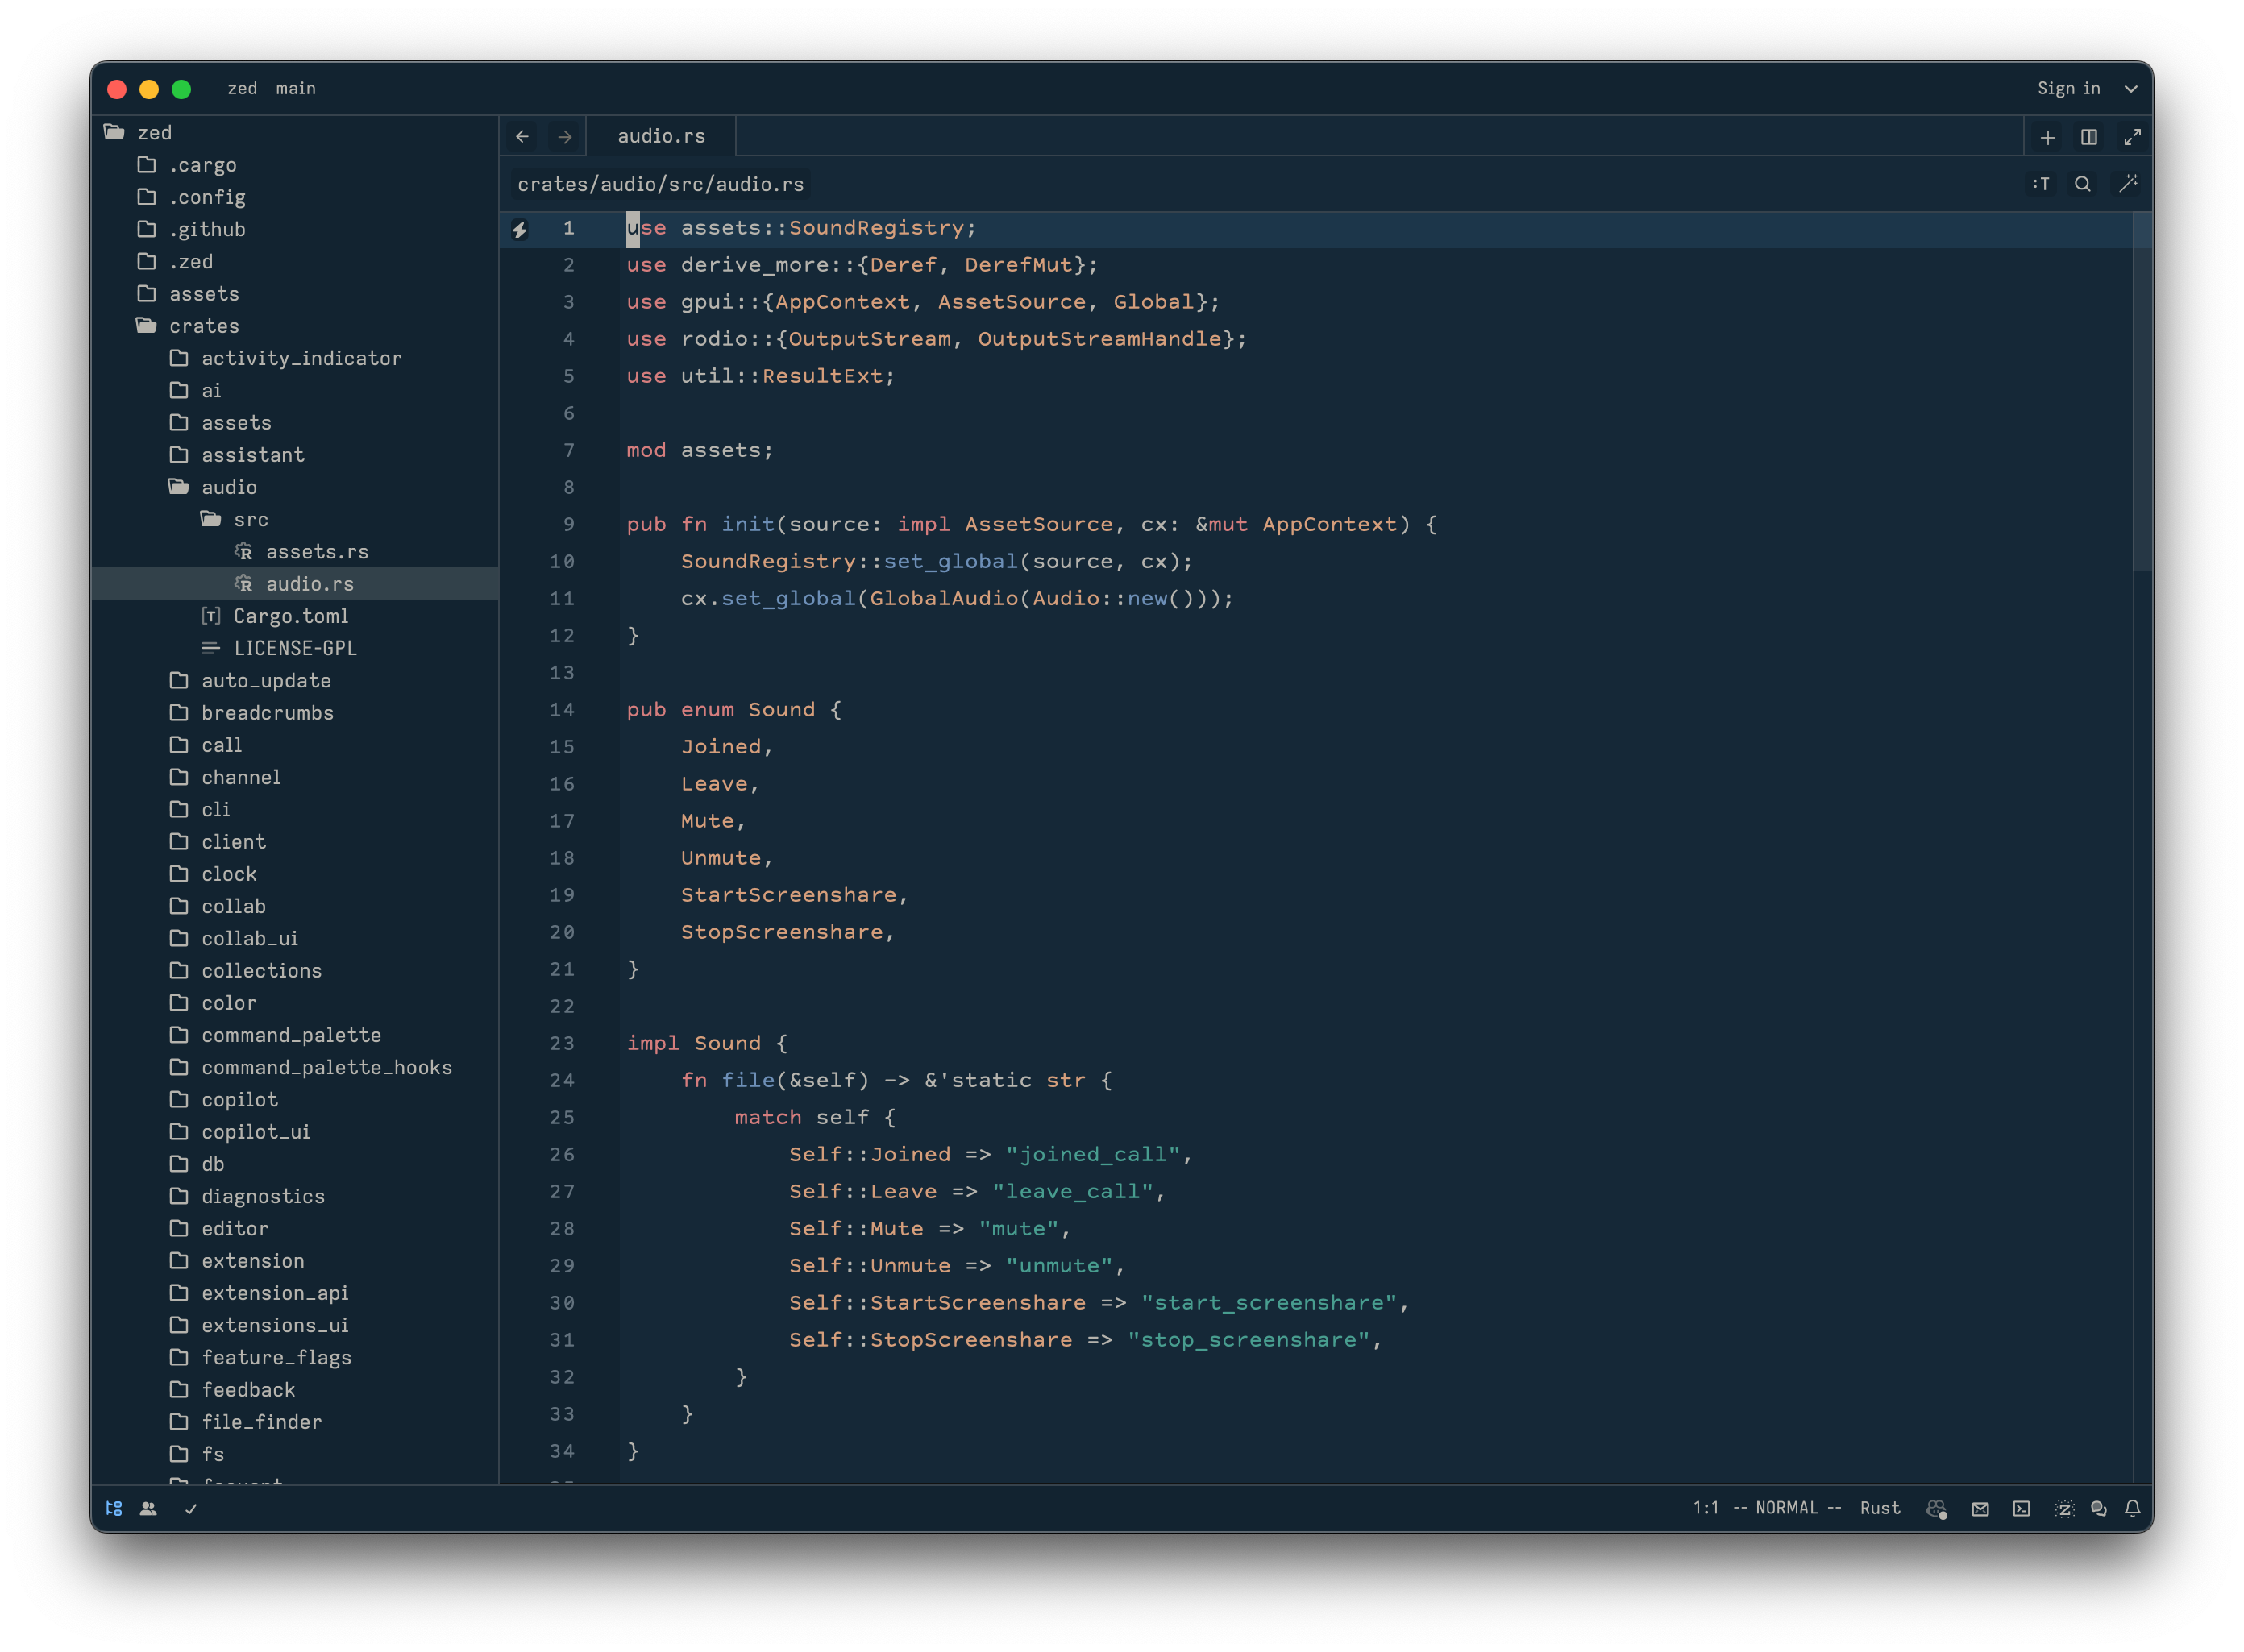 zed main
Sign in
zed
.cargo
.config
.github
.zed
assets
crates
activity_indicator
ai
assets
assistant
audio
src
assets.rs
audio.rs
Cargo.toml
LICENSE-GPL
auto_update
breadcrumbs
call
channel
cli
client
clock
collab
collab_ui
collections
color
command_palette
command_palette_hooks
copilot
copilot_ui
db
diagnostics
editor
extension
extension_api
extensions_ui
feature_flags
feedback
file_finder
fs
audio.rs
crates/audio/src/audio.rs
:T
1 use assets::SoundRegistry;
2 use derive_more::{Deref, DerefMut};
3 use gpui::{AppContext, AssetSource, Global};
4 use rodio::{OutputStream, OutputStreamHandle};
5 use util::ResultExt;
6
7 mod assets;
8
9 pub fn init(source: impl AssetSource, cx: &mut AppContext) {
10     SoundRegistry::set_global(source, cx);
11     cx.set_global(GlobalAudio(Audio::new()));
12 }
13
14 pub enum Sound {
15     Joined,
16     Leave,
17     Mute,
18     Unmute,
19     StartScreenshare,
20     StopScreenshare,
21 }
22
23 impl Sound {
24     fn file(&self) -> &'static str {
25         match self {
26             Self::Joined => "joined_call",
27             Self::Leave => "leave_call",
28             Self::Mute => "mute",
29             Self::Unmute => "unmute",
30             Self::StartScreenshare => "start_screenshare",
31             Self::StopScreenshare => "stop_screenshare",
32         }
33     }
34 }
1:1 -- NORMAL -- Rust